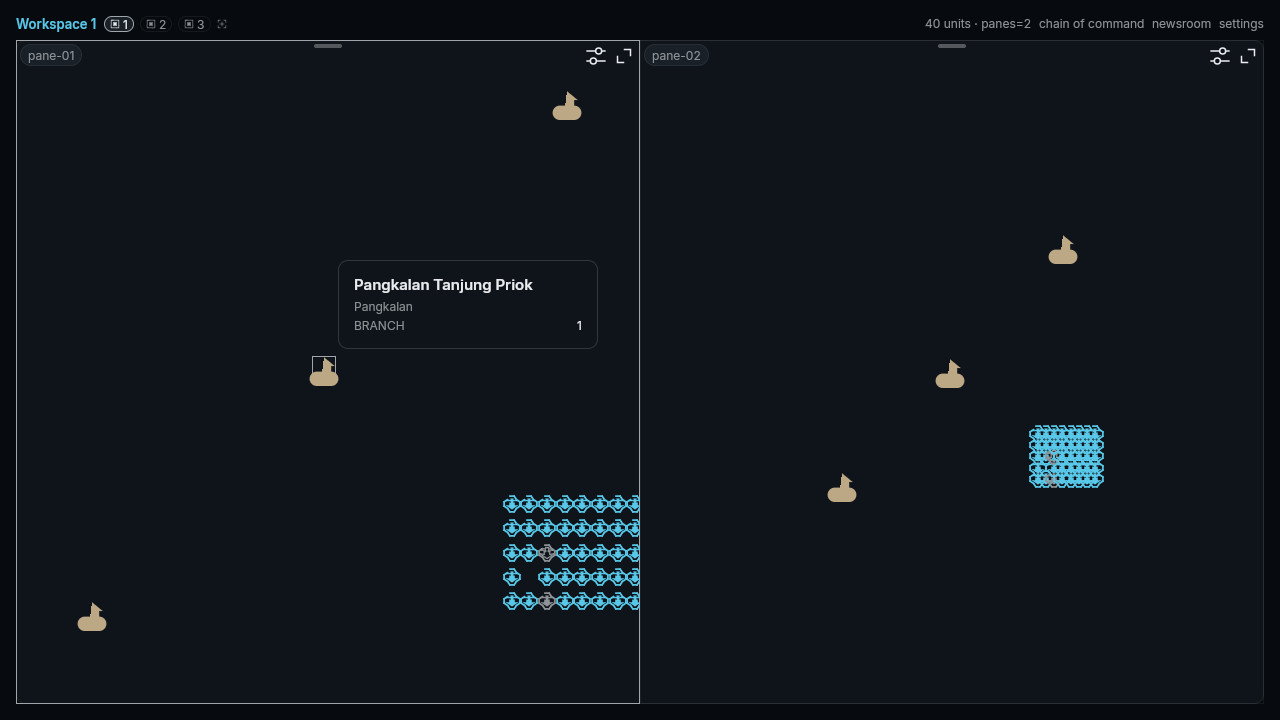 Workspace 1
1
2
3
40 units · panes=2
chain of command
newsroom
settings
pane-01
pane-02
Pangkalan Tanjung Priok
Pangkalan
BRANCH 1